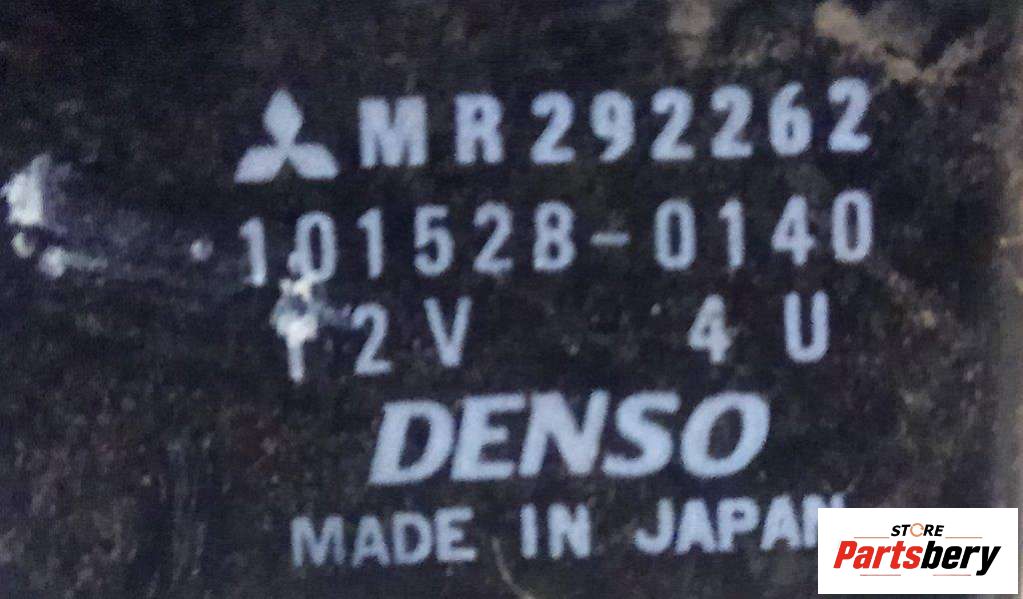 MR292262
101528-0140
12V 4U
DENSO
MADE IN JAPAN
STORE
Partsbery